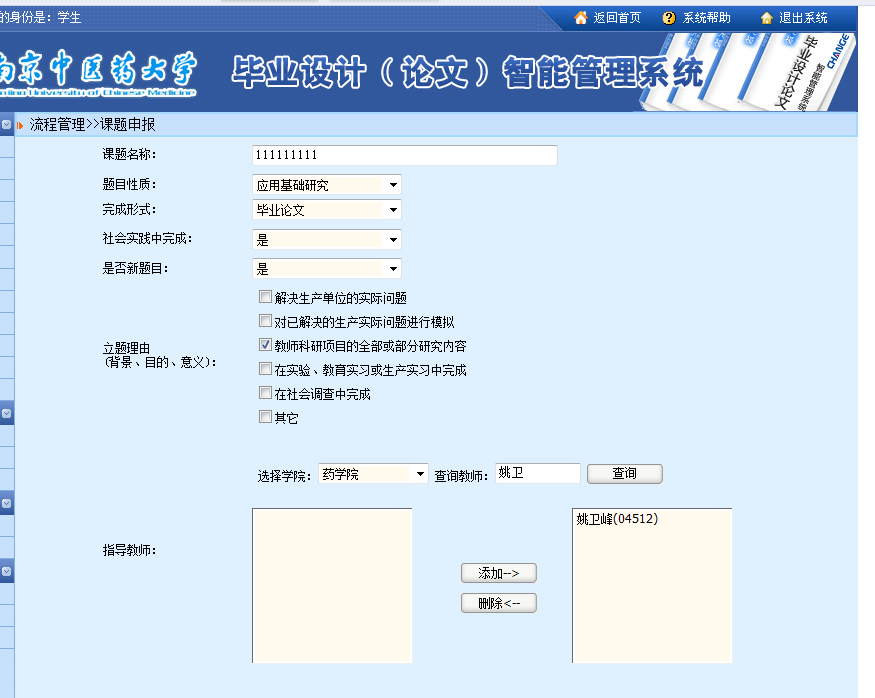 的身份是：学生
返回首页
系统帮助
退出系统
南京中医药大学
Nanjing University of Chinese Medicine
毕业设计（论文）智能管理系统
CHANGE
毕业设计论文
智能管理系统
流程管理>>课题申报
课题名称：
111111111
题目性质：
应用基础研究
完成形式：
毕业论文
社会实践中完成：
是
是否新题目：
是
立题理由
(背景、目的、意义)：
解决生产单位的实际问题
对已解决的生产实际问题进行模拟
教师科研项目的全部或部分研究内容
在实验、教育实习或生产实习中完成
在社会调查中完成
其它
选择学院：
药学院
查询教师：
姚卫
查询
指导教师：
添加-->
删除<--
姚卫峰(04512)